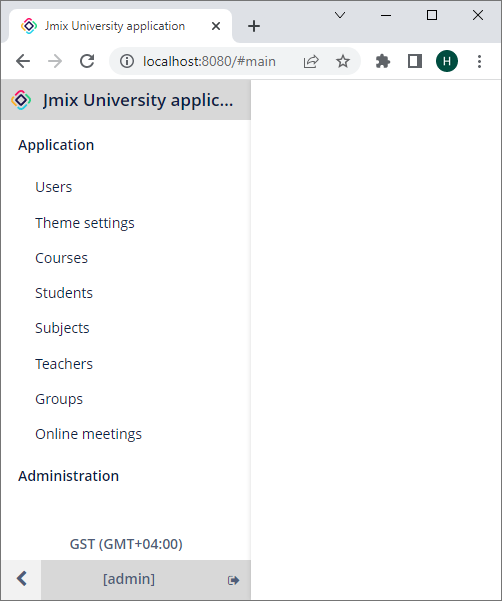 Jmix University application
localhost:8080/#main
H
Jmix University applic...
Application
Users
Theme settings
Courses
Students
Subjects
Teachers
Groups
Online meetings
Administration
GST (GMT+04:00)
[admin]